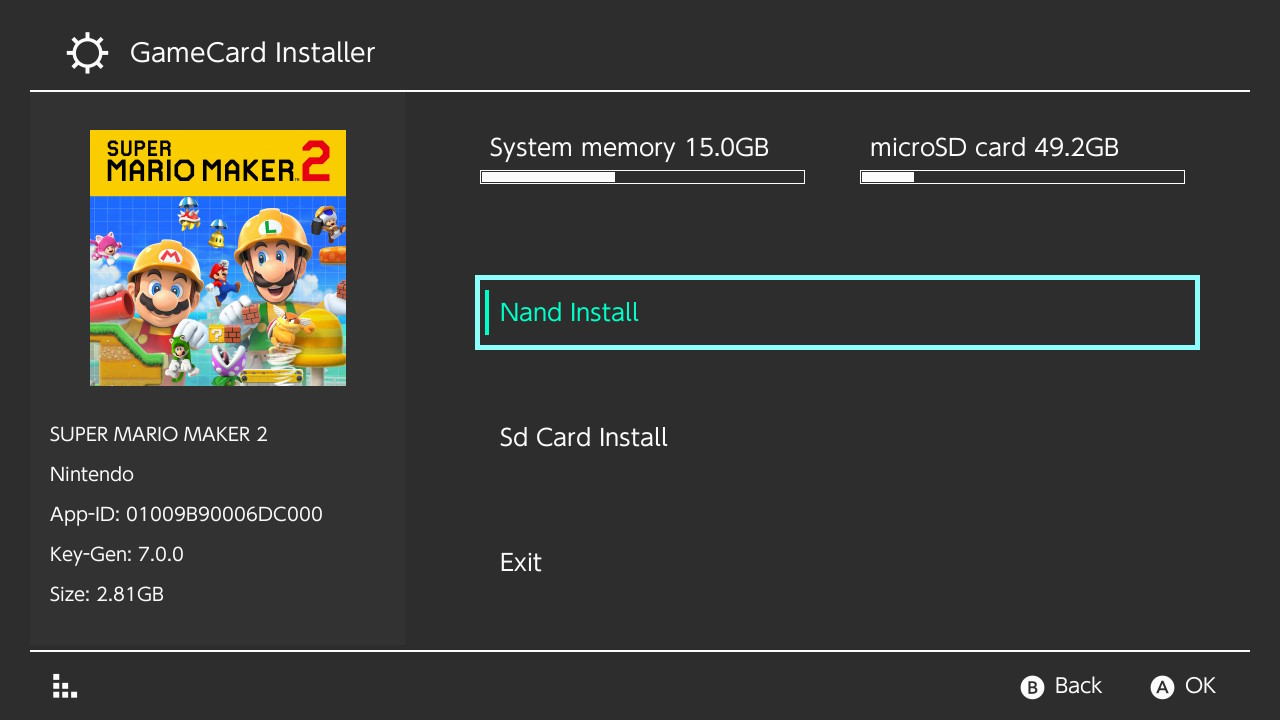 GameCard Installer
SUPER
MARIO MAKER 2
SUPER MARIO MAKER 2
Nintendo
App-ID: 01009B90006DC000
Key-Gen: 7.0.0
Size: 2.81GB
System memory 15.0GB
microSD card 49.2GB
Nand Install
Sd Card Install
Exit
B Back
A OK